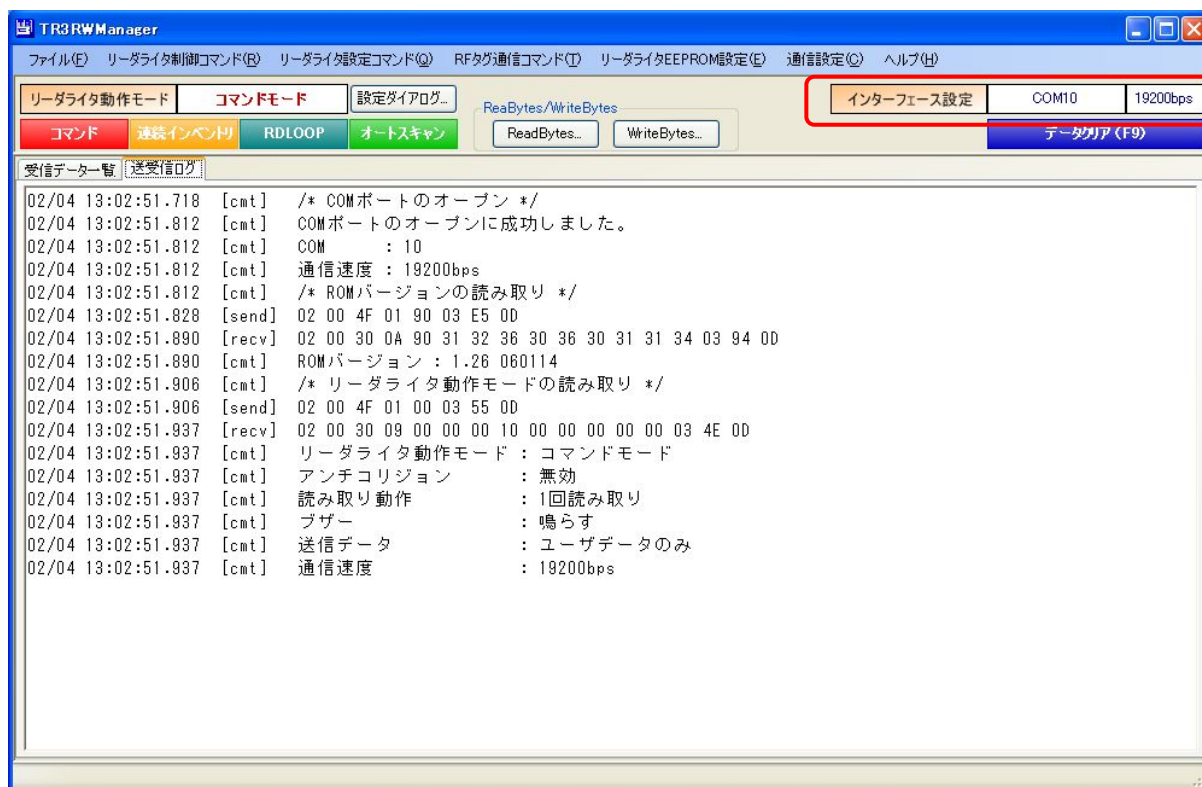 TR3RWManager
ファイル(F) リーダライタ制御コマンド(R) リーダライタ設定コマンド(Q) RFタグ通信コマンド(T) リーダライタEEPROM設定(E) 通信設定(C) ヘルプ(H)
リーダライタ動作モード コマンドモード 設定ダイアログ... ReaBytes/WriteBytes インターフェース設定 COM10 19200bps
コマンド 連続インベントリ RDLOOP オートスキャン ReadBytes... WriteBytes... データクリア(F9)
受信データ一覧 送受信ログ
02/04 13:02:51.718 [cmt] /* COMポートのオープン */
02/04 13:02:51.812 [cmt] COMポートのオープンに成功しました。
02/04 13:02:51.812 [cmt] COM : 10
02/04 13:02:51.812 [cmt] 通信速度 : 19200bps
02/04 13:02:51.812 [cmt] /* ROMバージョンの読み取り */
02/04 13:02:51.828 [send] 02 00 4F 01 90 03 E5 0D
02/04 13:02:51.890 [recv] 02 00 30 0A 90 31 32 36 30 36 30 31 31 34 03 94 0D
02/04 13:02:51.890 [cmt] ROMバージョン : 1.26 060114
02/04 13:02:51.906 [cmt] /* リーダライタ動作モードの読み取り */
02/04 13:02:51.906 [send] 02 00 4F 01 00 03 55 0D
02/04 13:02:51.937 [recv] 02 00 30 09 00 00 00 10 00 00 00 00 00 03 4E 0D
02/04 13:02:51.937 [cmt] リーダライタ動作モード : コマンドモード
02/04 13:02:51.937 [cmt] アンチコリジョン : 無効
02/04 13:02:51.937 [cmt] 読み取り動作 : 1回読み取り
02/04 13:02:51.937 [cmt] ブザー : 鳴らす
02/04 13:02:51.937 [cmt] 送信データ : ユーザデータのみ
02/04 13:02:51.937 [cmt] 通信速度 : 19200bps